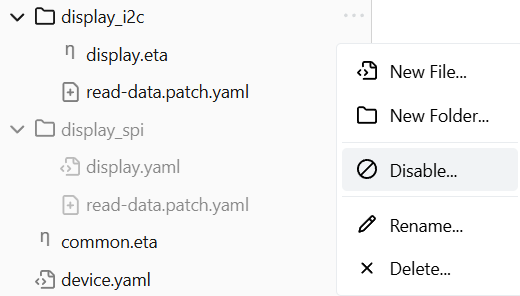 display_i2c
display.eta
read-data.patch.yaml
display_spi
display.yaml
read-data.patch.yaml
common.eta
device.yaml
New File...
New Folder...
Disable...
Rename...
Delete...